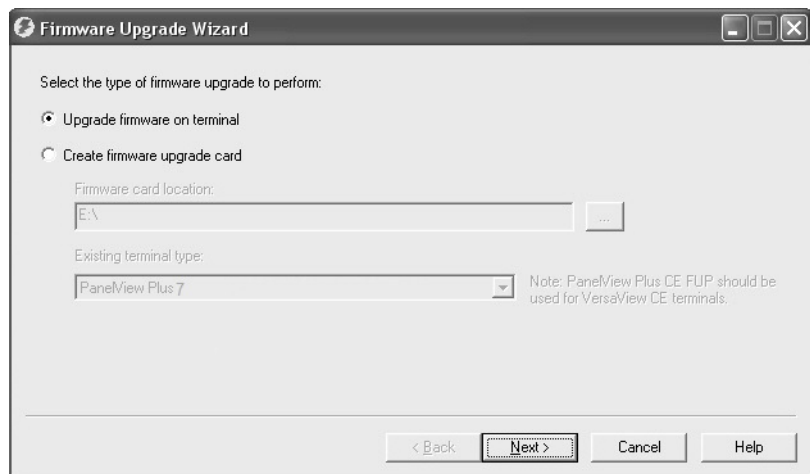 Firmware Upgrade Wizard
Select the type of firmware upgrade to perform:
Upgrade firmware on terminal
Create firmware upgrade card
Firmware card location:
E:\
...
Existing terminal type:
PanelView Plus 7
Note: PanelView Plus CE FUP should be
used for VersaView CE terminals.
< Back Next > Cancel Help